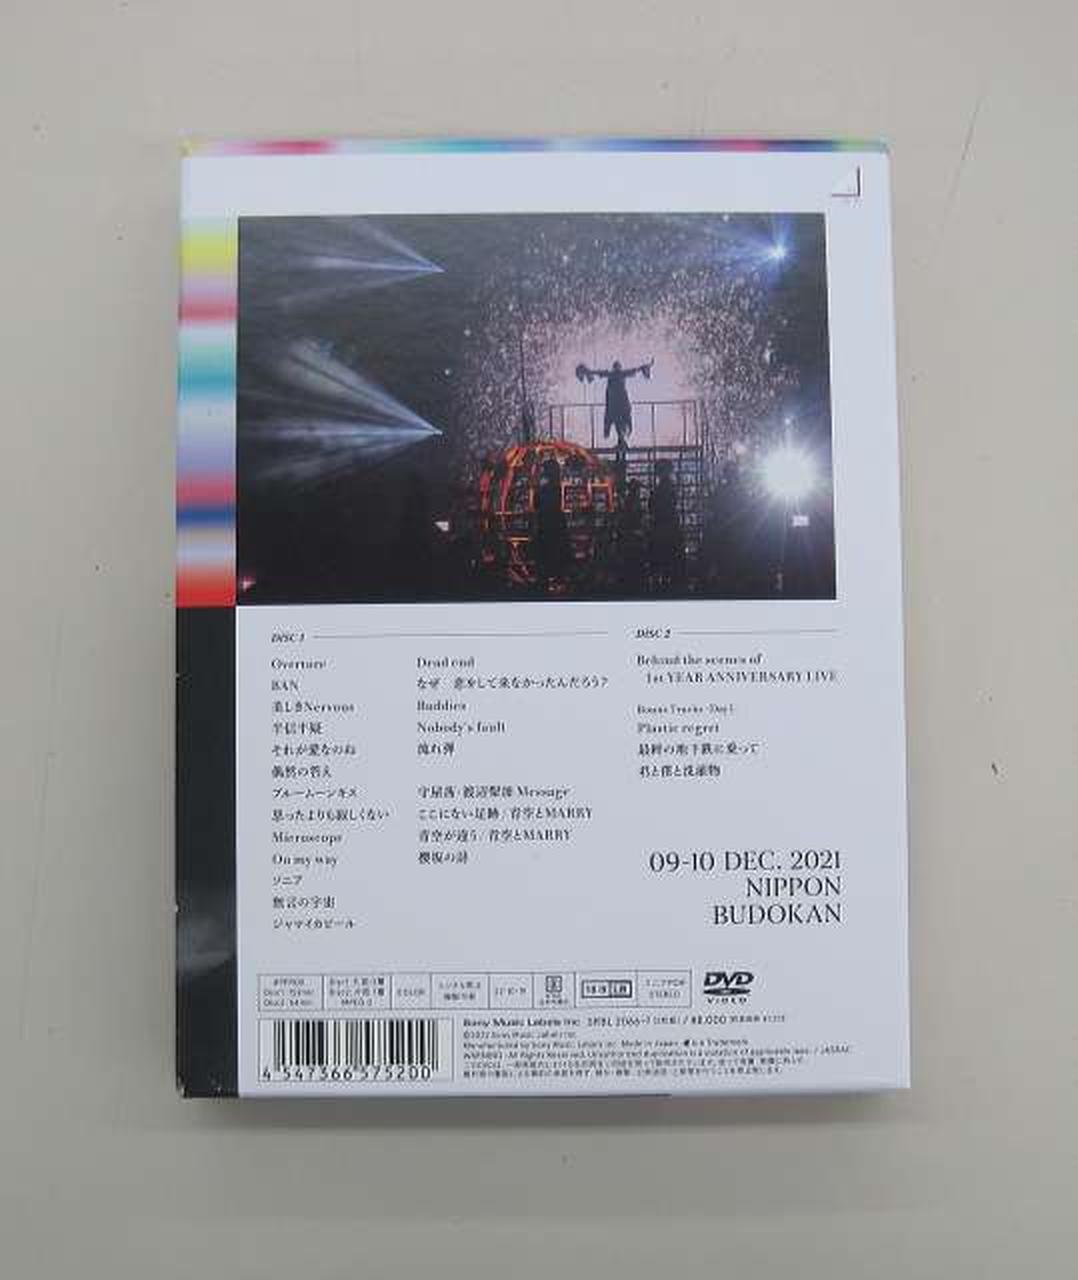 DISC 1
Overture
BAN
美しきNervous
半信半疑
それが愛なのね
偶然の答え
ブルームーンキス
思ったよりも寂しくない
Microscope
On my way
ソニア
無言の宇宙
ジャマイカビール
Dead end
なぜ 恋をして来なかったんだろう?
Buddies
Nobody's fault
流れ弾
守屋茜・渡辺梨加 Message
ここにない足跡 / 青空とMARRY
青空が違う / 青空とMARRY
櫻坂の詩
DISC 2
Behind the scenes of
1st YEAR ANNIVERSARY LIVE
Bonus Tracks -Day1-
Plastic regret
最終の地下鉄に乗って
君と僕と洗濯物
09-10 DEC. 2021
NIPPON
BUDOKAN
COLOR
16:9 LB
STEREO
DVD
VIDEO
4 547366 575200
Sony Music Labels Inc.